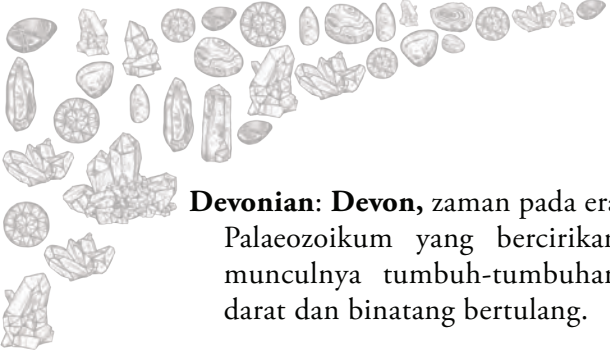 Devonian: Devon, zaman pada era
Palaeozoikum yang bercirikan
munculnya tumbuh-tumbuhan
darat dan binatang bertulang.